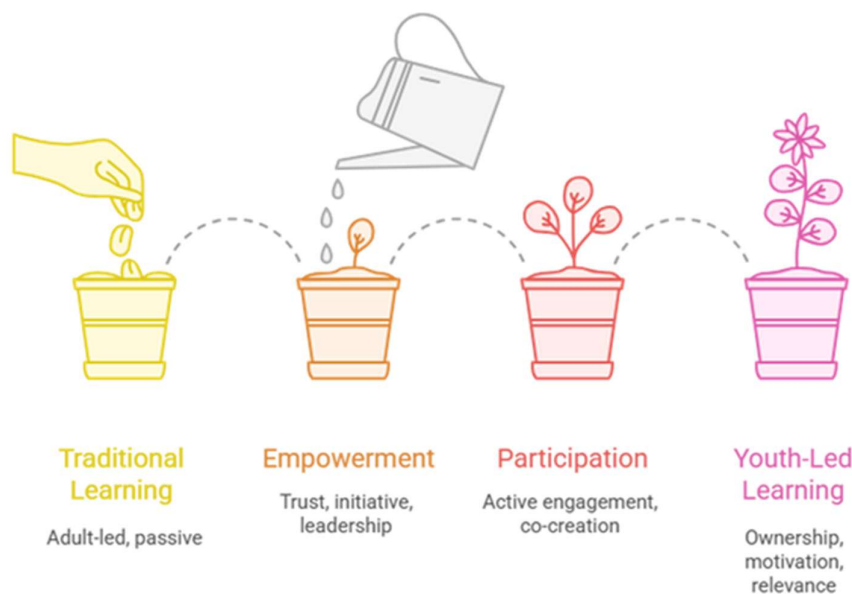 Traditional
Learning
Adult-led, passive
Empowerment
Trust, initiative,
leadership
Participation
Active engagement,
co-creation
Youth-Led
Learning
Ownership,
motivation,
relevance